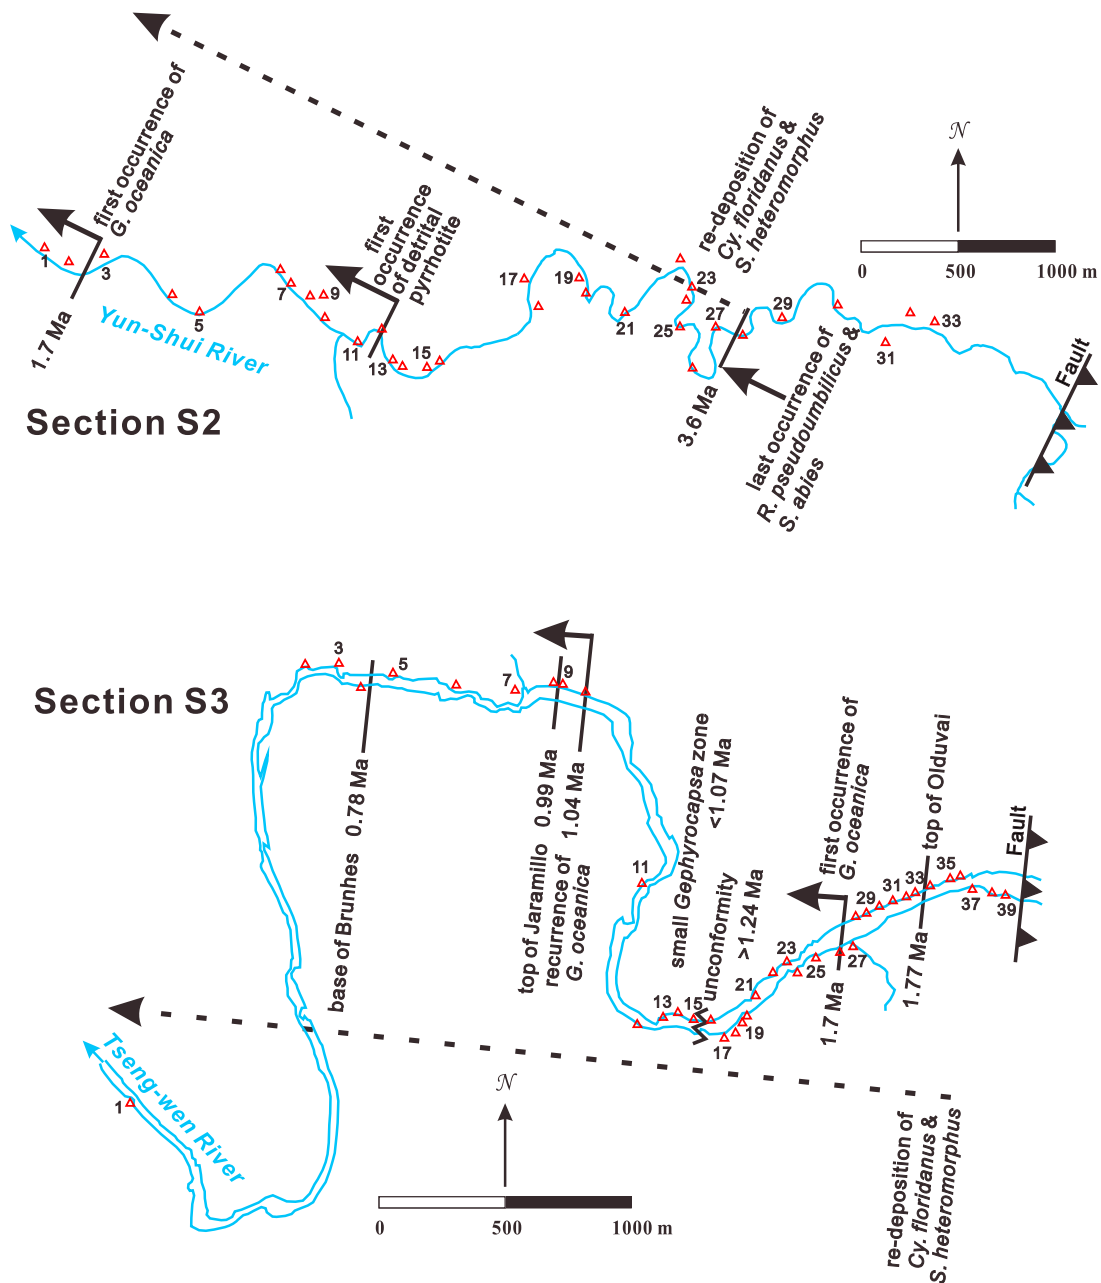 first occurrence of
G. oceanica
1
3
1.7 Ma
5
Yun-Shui River
7
9
11
first
occurrence
of detrital
pyrrhotite
13
15
17
19
21
23
25
27
re-deposition of
Cy. floridanus &
S. heteromorphus
N
0
500
1000 m
29
31
33
3.6 Ma
last occurrence of
R. pseudoumbilicus &
S. abies
Fault
Section S2
Section S3
3
5
7
9
base of Brunhes 0.78 Ma
top of Jaramillo 0.99 Ma
recurrence of 1.04 Ma
G. oceanica
11
small Gephyrocapsa zone
<1.07 Ma
unconformity
>1.24 Ma
13
15
17
19
21
23
25
27
first occurrence of
G. oceanica
1.7 Ma
29
31
33
35
37
39
top of Olduvai
1.77 Ma
Fault
1
Tseng-wen River
N
0
500
1000 m
re-deposition of
Cy. floridanus &
S. heteromorphus